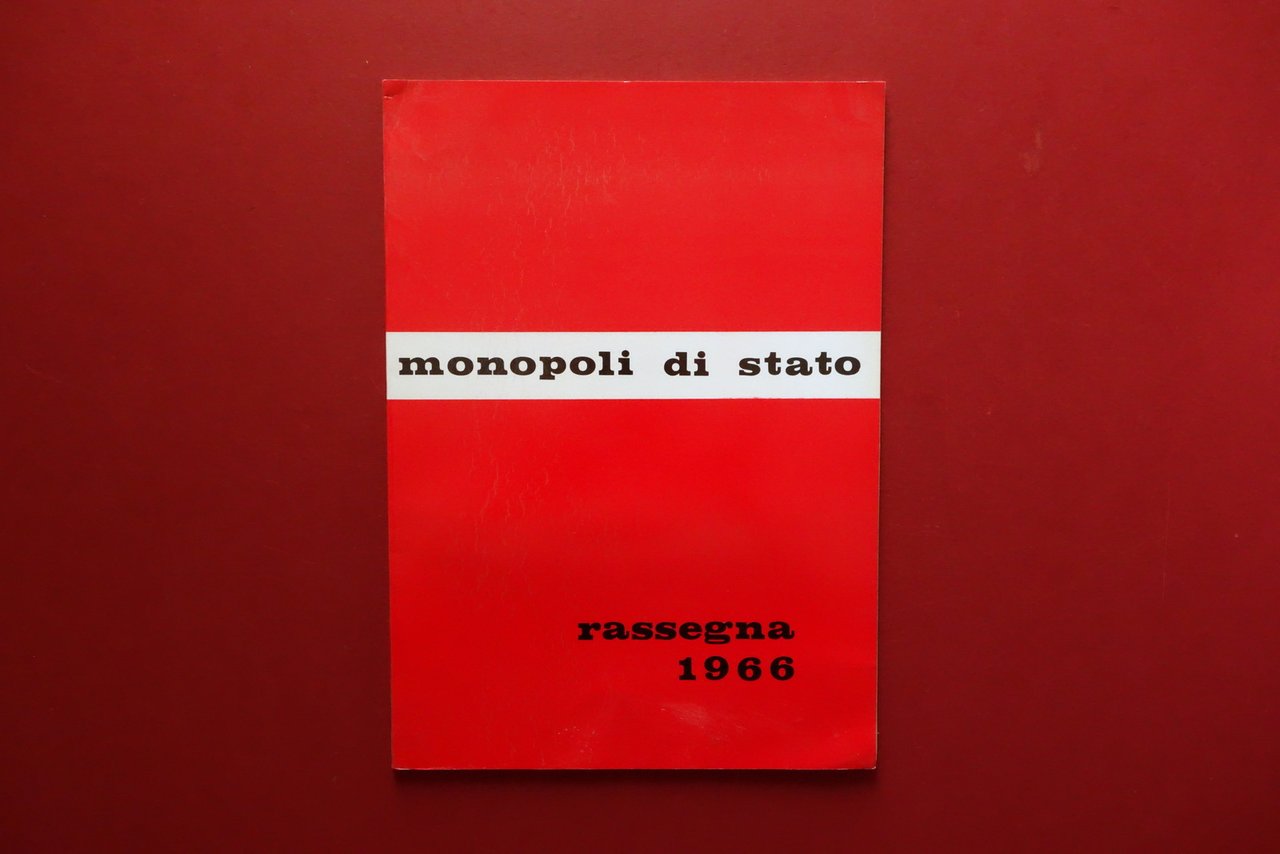 monopoli di stato
rassegna
1966